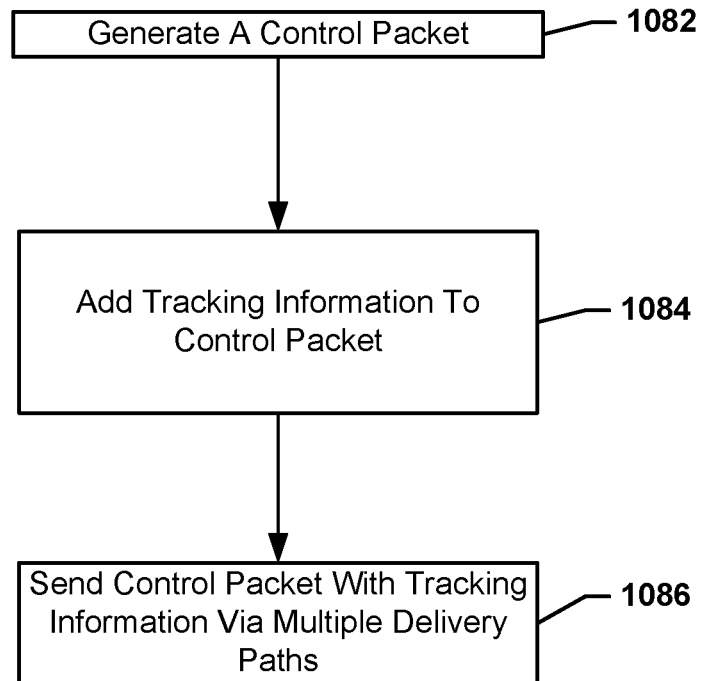 Generate A Control Packet
1082
Add Tracking Information To
Control Packet
1084
Send Control Packet With Tracking
Information Via Multiple Delivery
Paths
1086